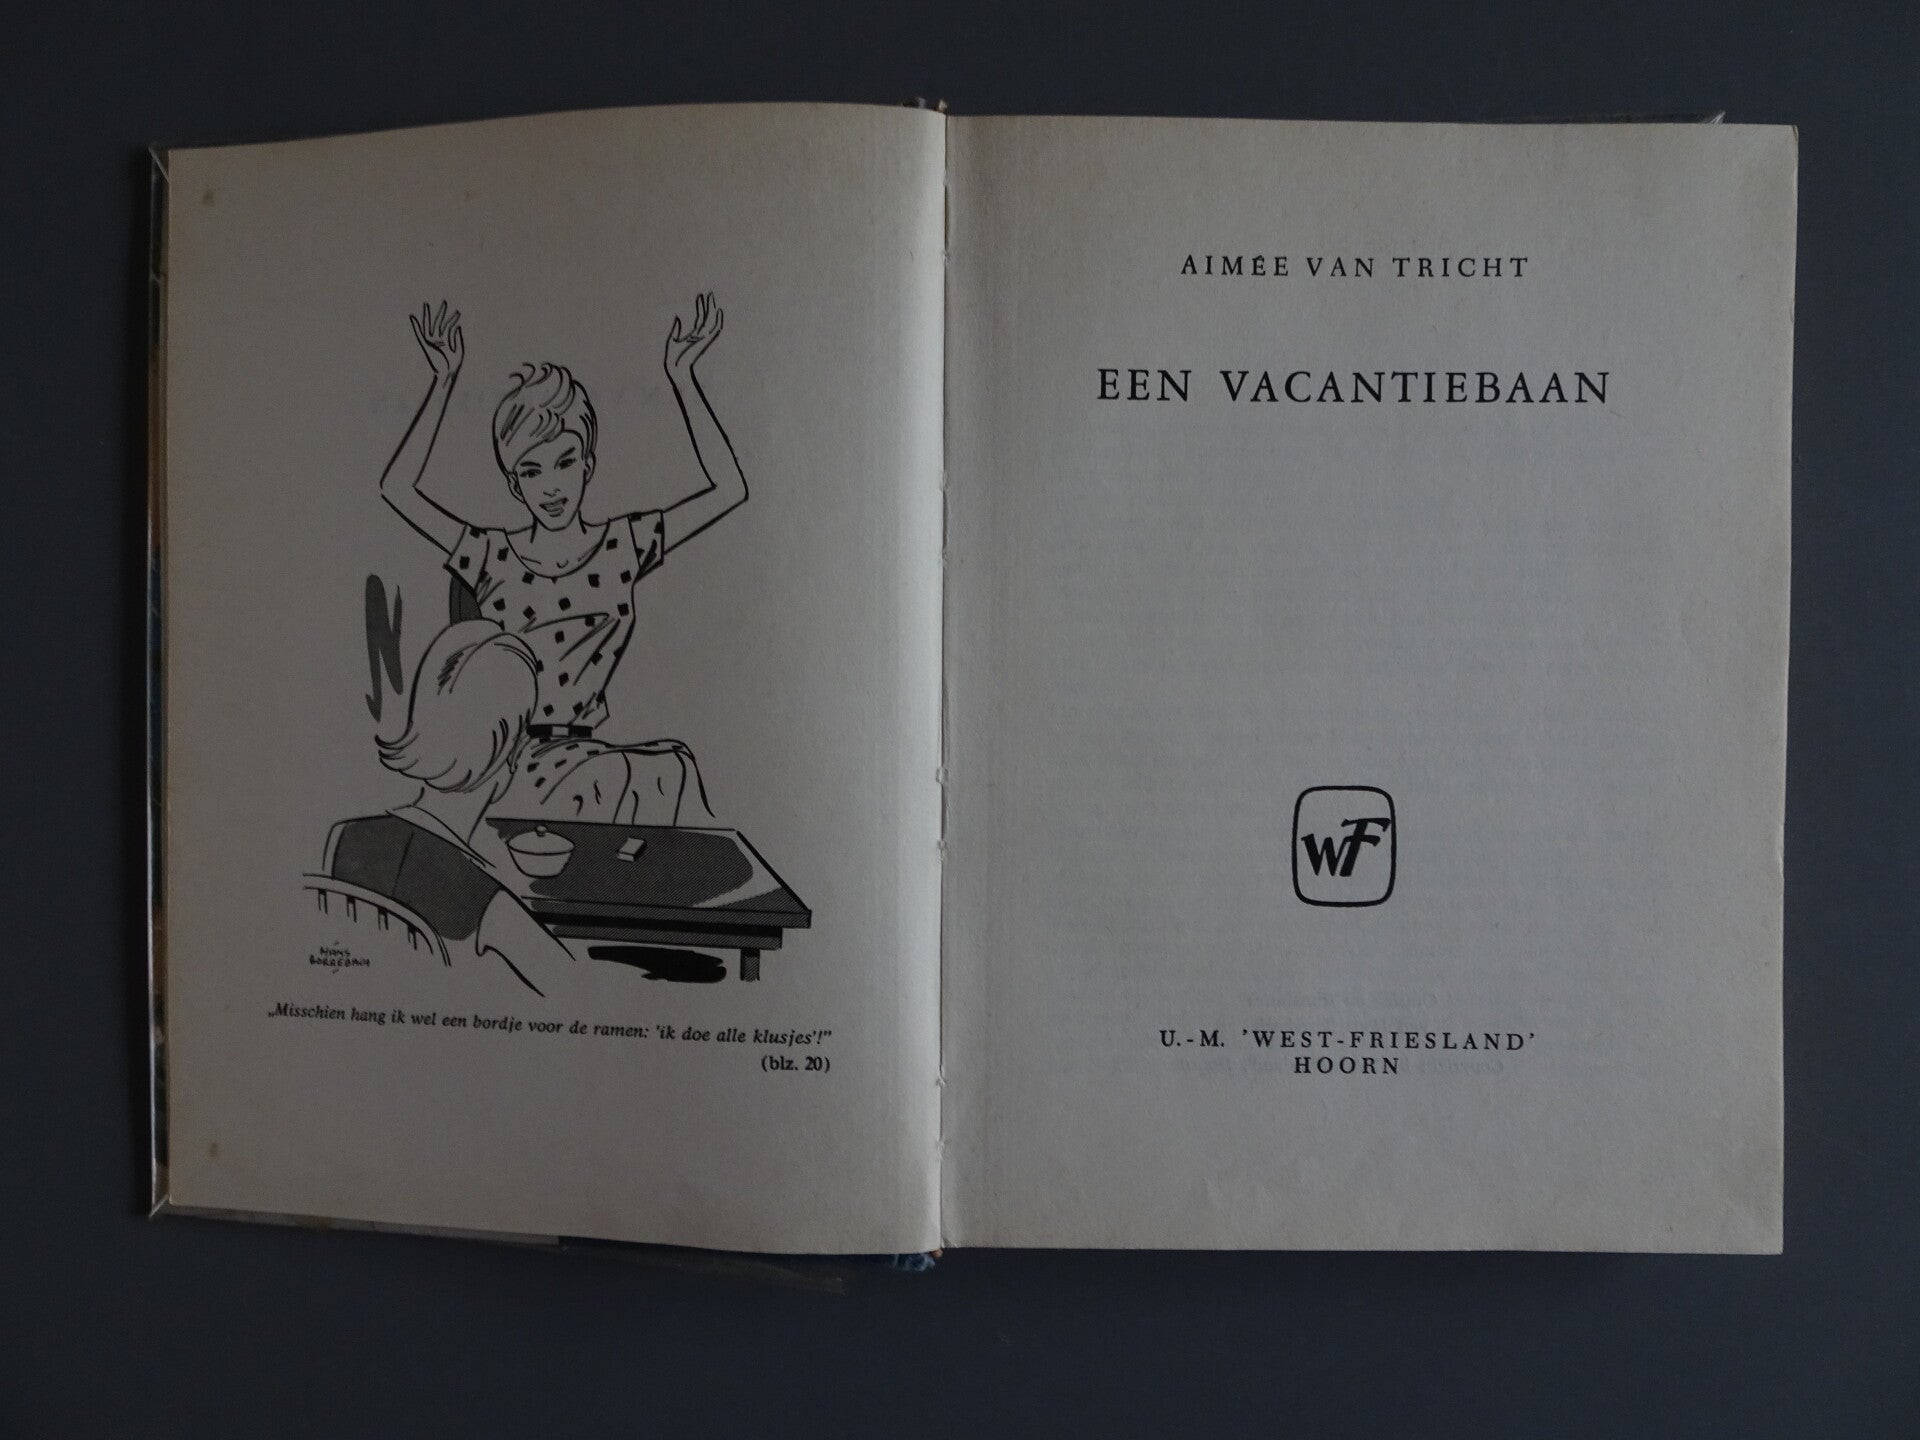 HANS
BORREBACH
„Misschien hang ik wel een bordje voor de ramen: 'ik doe alle klusjes'!”
(blz. 20)
AIMÉE VAN TRICHT
EEN VACANTIEBAAN
WF
U.-M. 'WEST-FRIESLAND'
HOORN